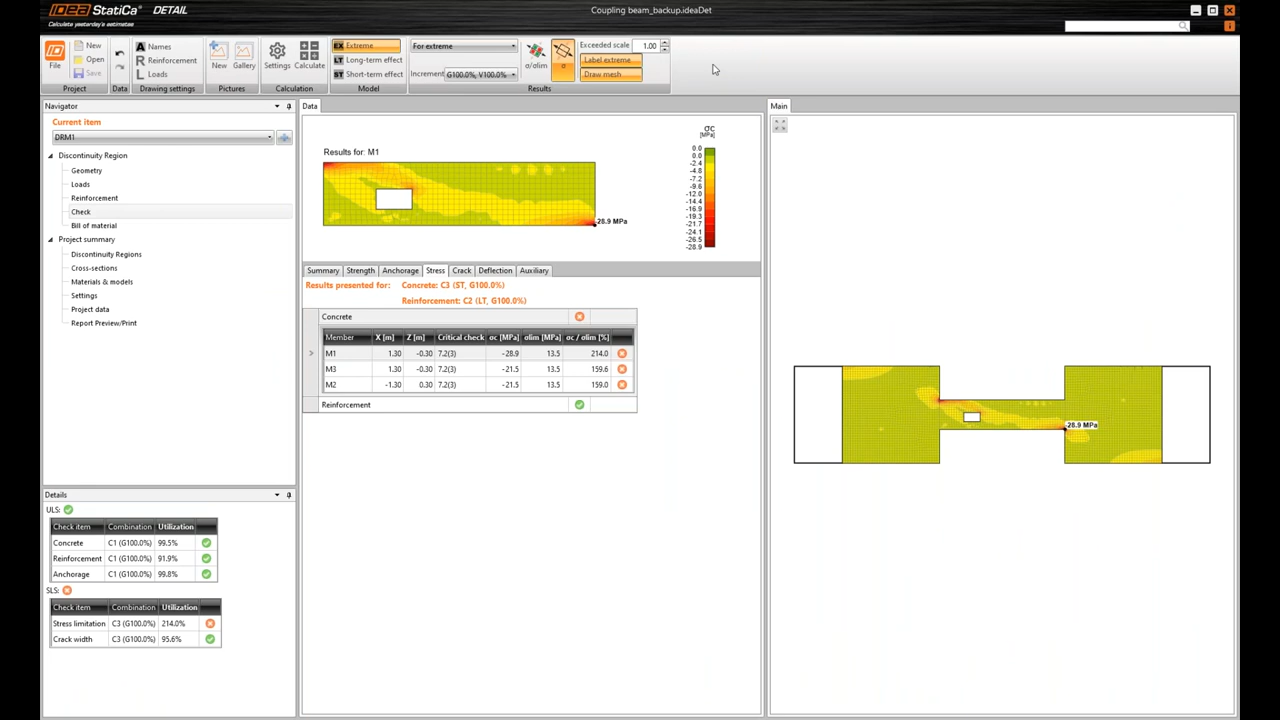 IDEA StatiCa® DETAIL
Calculate yesterday's estimates
Coupling beam_backup.ideaDet
File
New
Open
Save
Project
Data
Names
Reinforcement
Loads
Drawing settings
New
Gallery
Pictures
Settings
Calculate
Calculation
EX Extreme
LT Long-term effect
ST Short-term effect
Model
For extreme
Increment G100.0%, V100.0%
σ/σlim
σ
Exceeded scale 1.00
Label extreme
Draw mesh
Results
Navigator
Current item
DRM1
Discontinuity Region
Geometry
Loads
Reinforcement
Check
Bill of material
Project summary
Discontinuity Regions
Cross-sections
Materials & models
Settings
Project data
Report Preview/Print
Details
ULS:
Check item Combination Utilization
Concrete C1 (G100.0%) 99.5%
Reinforcement C1 (G100.0%) 91.9%
Anchorage C1 (G100.0%) 99.8%
SLS:
Check item Combination Utilization
Stress limitation C3 (G100.0%) 214.0%
Crack width C3 (G100.0%) 95.6%
Data
Results for: M1
-28.9 MPa
σc
[MPa]
0.0
0.0
-2.4
-4.8
-7.2
-9.6
-12.0
-14.4
-16.9
-19.3
-21.7
-24.1
-26.5
-28.9
Summary Strength Anchorage Stress Crack Deflection Auxiliary
Results presented for: Concrete: C3 (ST, G100.0%)
Reinforcement: C2 (LT, G100.0%)
Concrete
Member X [m] Z [m] Critical check σc [MPa] σlim [MPa] σc / σlim [%]
M1 1.30 -0.30 7.2(3) -28.9 13.5 214.0
M3 1.30 -0.30 7.2(3) -21.5 13.5 159.6
M2 -1.30 0.30 7.2(3) -21.5 13.5 159.0
Reinforcement
Main
-28.9 MPa